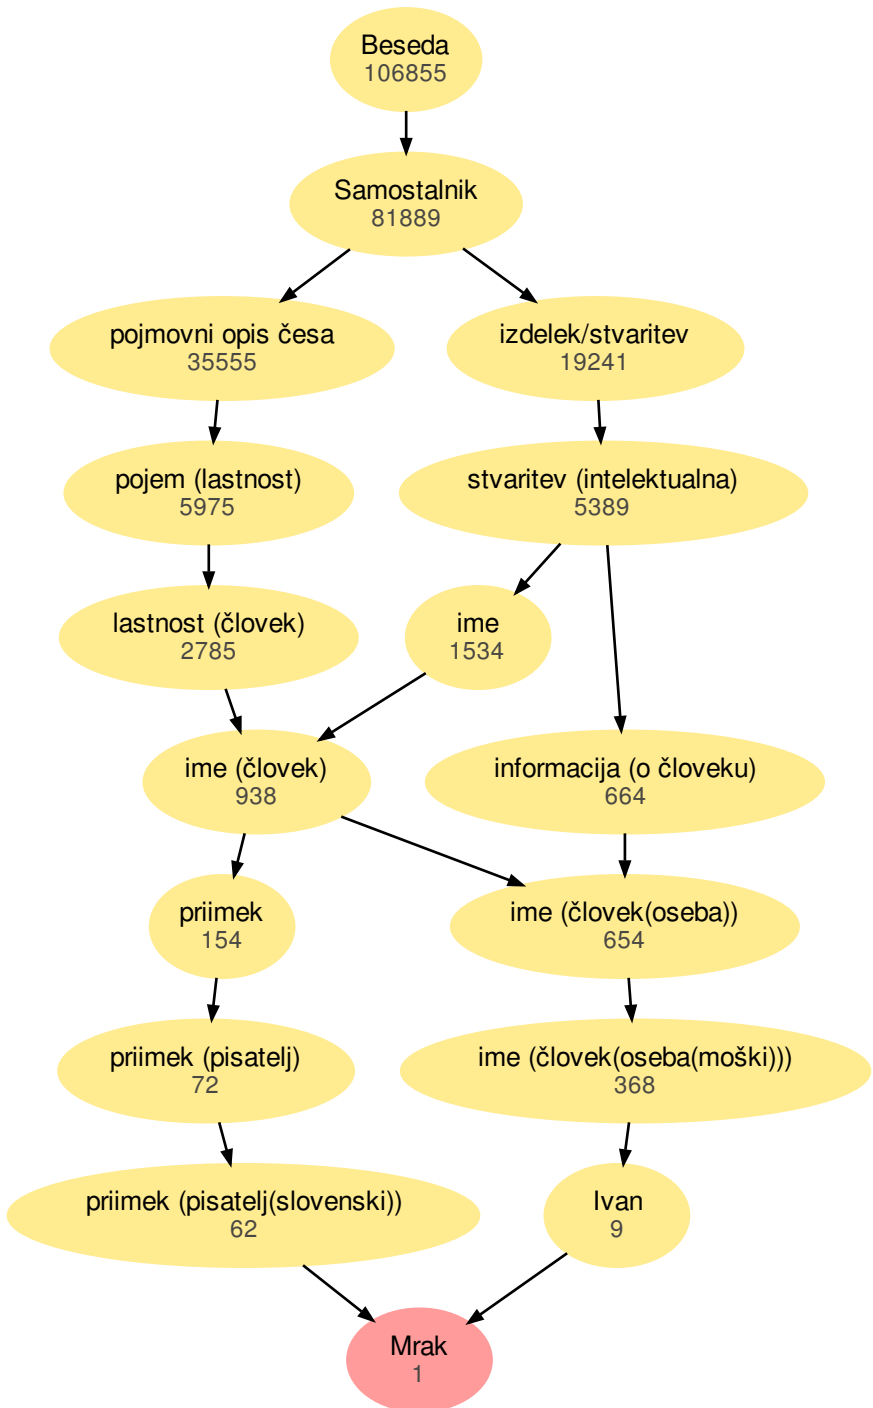 Beseda
106855
Samostalnik
81889
pojmovni opis česa
35555
izdelek/stvaritev
19241
pojem (lastnost)
5975
stvaritev (intelektualna)
5389
lastnost (človek)
2785
ime
1534
ime (človek)
938
informacija (o človeku)
664
priimek
154
ime (človek(oseba))
654
priimek (pisatelj)
72
ime (človek(oseba(moški)))
368
priimek (pisatelj(slovenski))
62
Ivan
9
Mrak
1